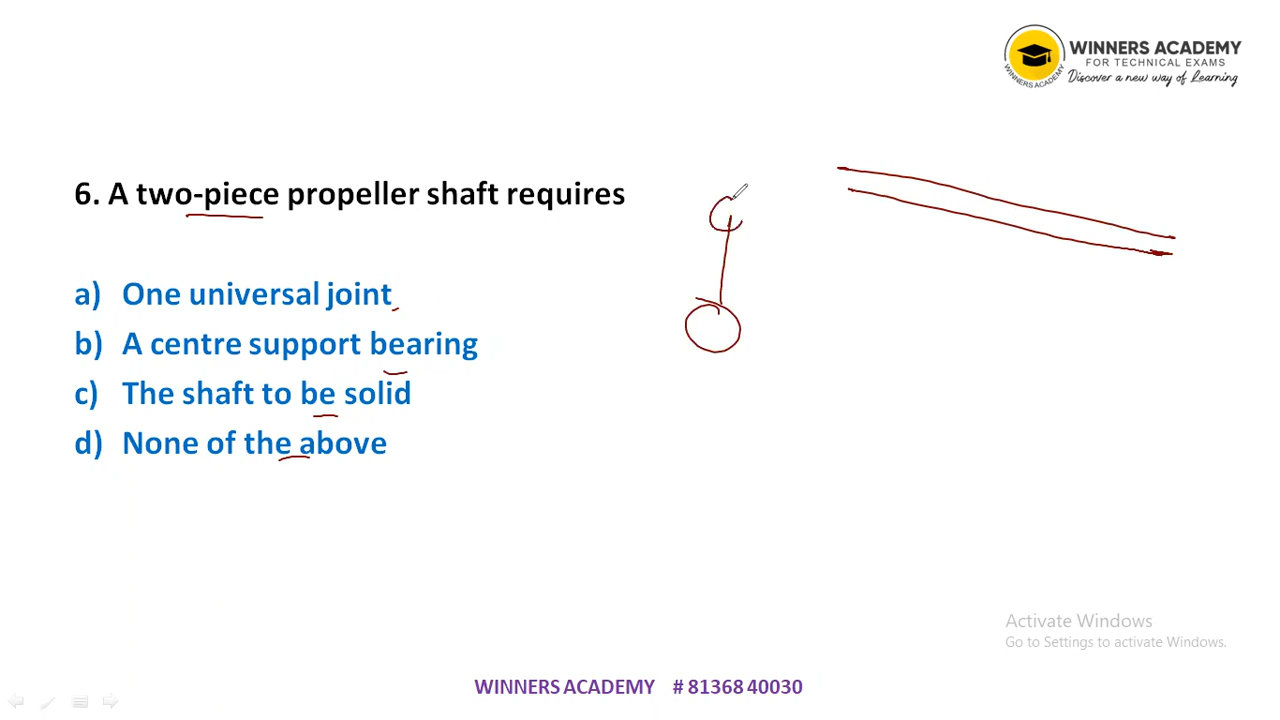 WINNERS ACADEMY
FOR TECHNICAL EXAMS
Discover a new way of Learning
WINNERS ACADEMY
6. A two-piece propeller shaft requires
a) One universal joint
b) A centre support bearing
c) The shaft to be solid
d) None of the above
Activate Windows
Go to Settings to activate Windows.
WINNERS ACADEMY # 81368 40030